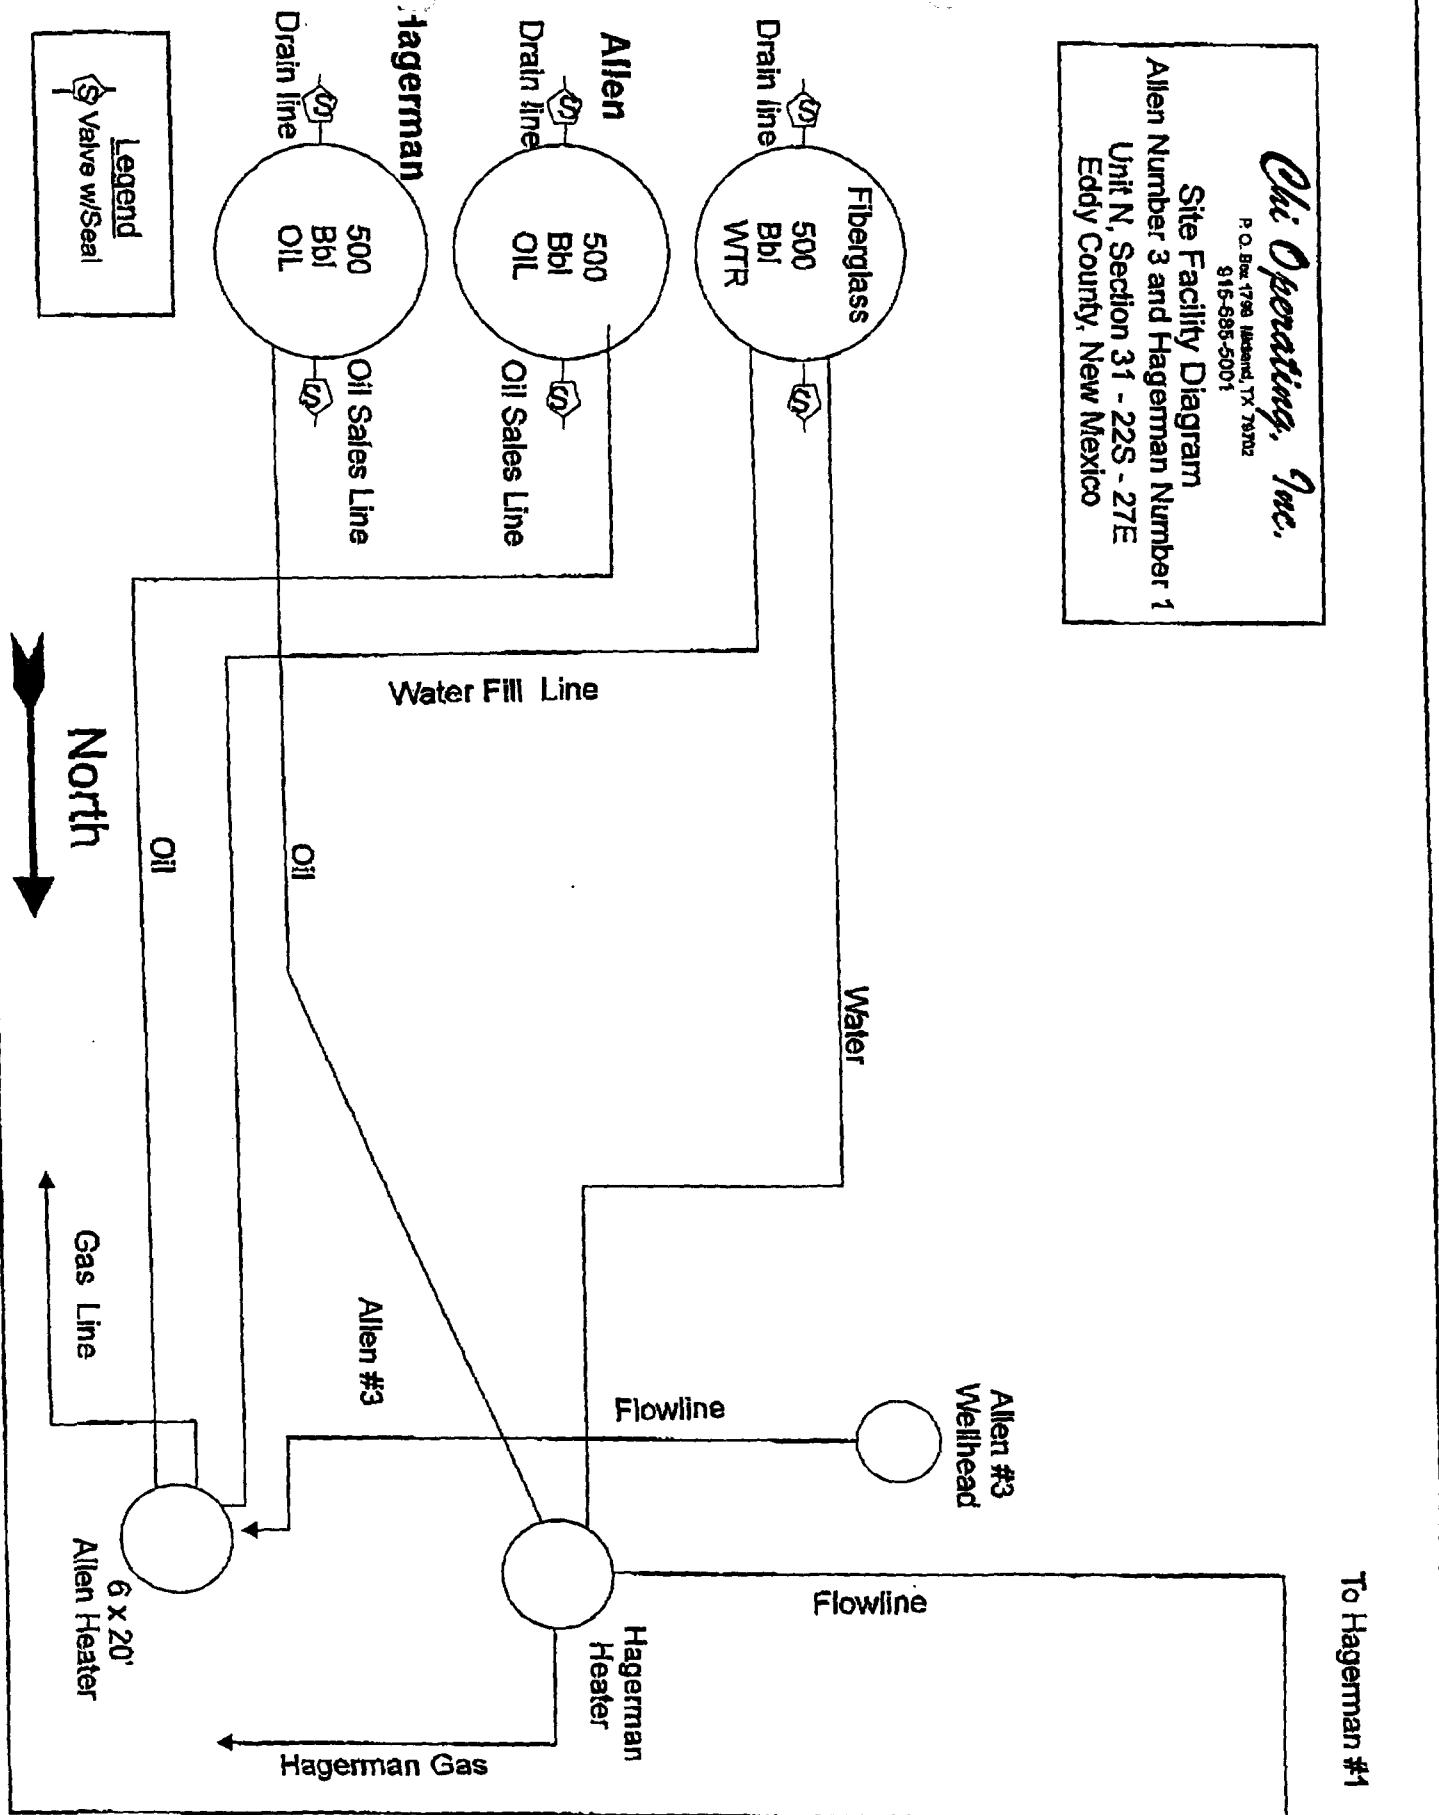 Chi Operating, Inc.
P.O. Box 1799 Midland, TX 79702
915-685-5001
Site Facility Diagram
Allen Number 3 and Hagerman Number 1
Unit N, Section 31 - 22S - 27E
Eddy County, New Mexico
To Hagerman #1
Drain line
S
Fiberglass
500
Bbl
WTR
S
Water
Allen #3
Wellhead
Flowline
Flowline
Allen
Drain line
S
500
Bbl
OIL
S
Oil Sales Line
Water Fill Line
Hagerman
Heater
Hagerman
Drain line
S
500
Bbl
OIL
S
Oil Sales Line
Oil
Allen #3
Hagerman Gas
Legend
S Valve w/Seal
North
Oil
Gas Line
6 x 20'
Allen Heater